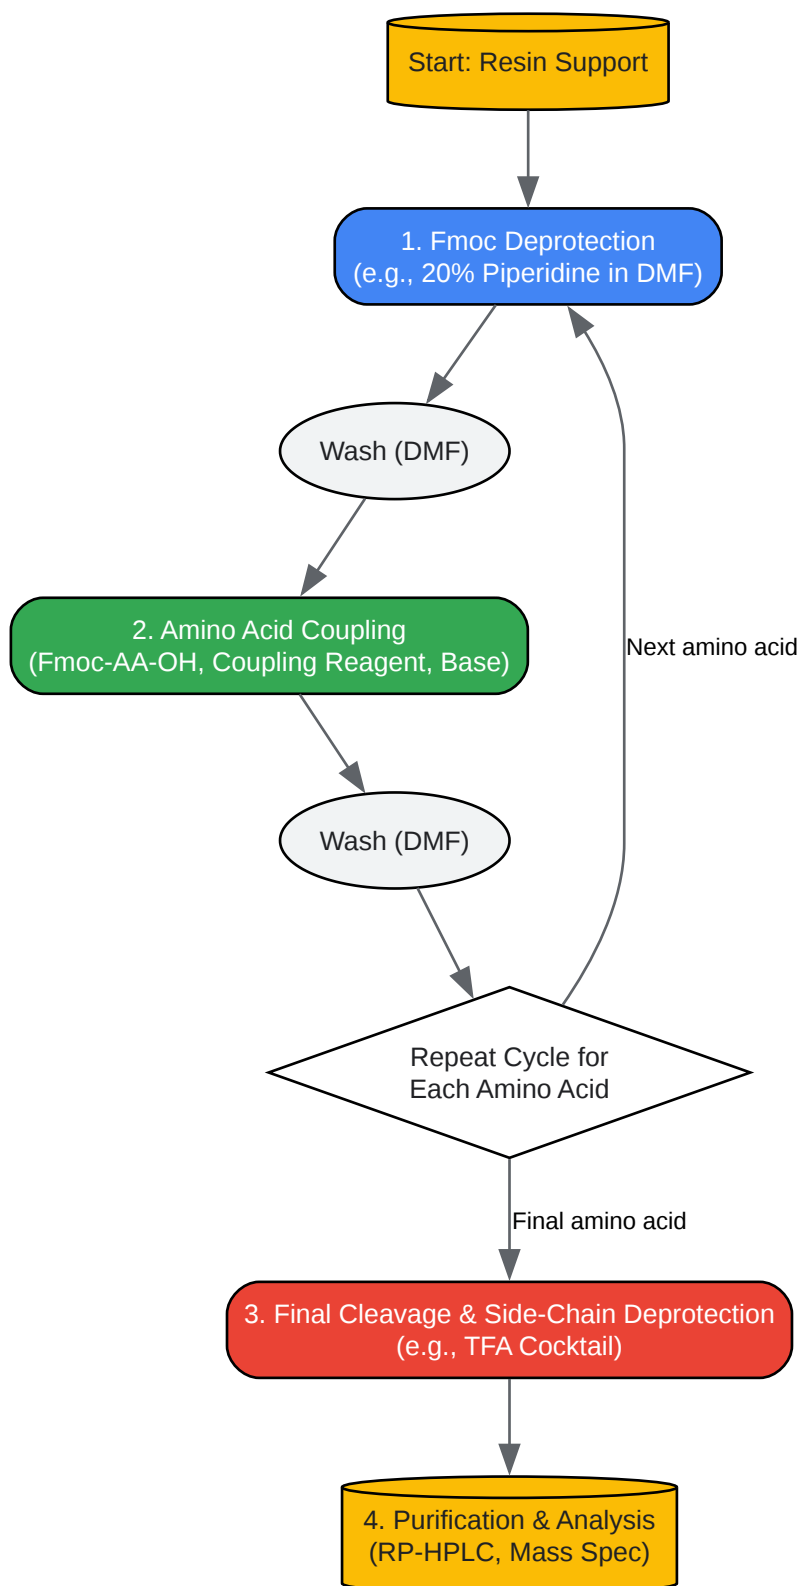 Start: Resin Support
1. Fmoc Deprotection
(e.g., 20% Piperidine in DMF)
Wash (DMF)
2. Amino Acid Coupling
(Fmoc-AA-OH, Coupling Reagent, Base)
Next amino acid
Wash (DMF)
Repeat Cycle for
Each Amino Acid
Final amino acid
3. Final Cleavage & Side-Chain Deprotection
(e.g., TFA Cocktail)
4. Purification & Analysis
(RP-HPLC, Mass Spec)